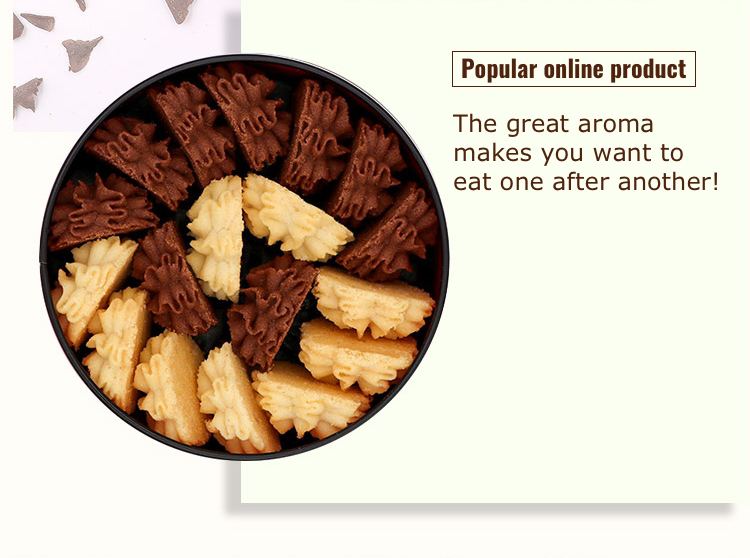 Popular online product
The great aroma
makes you want to
eat one after another!